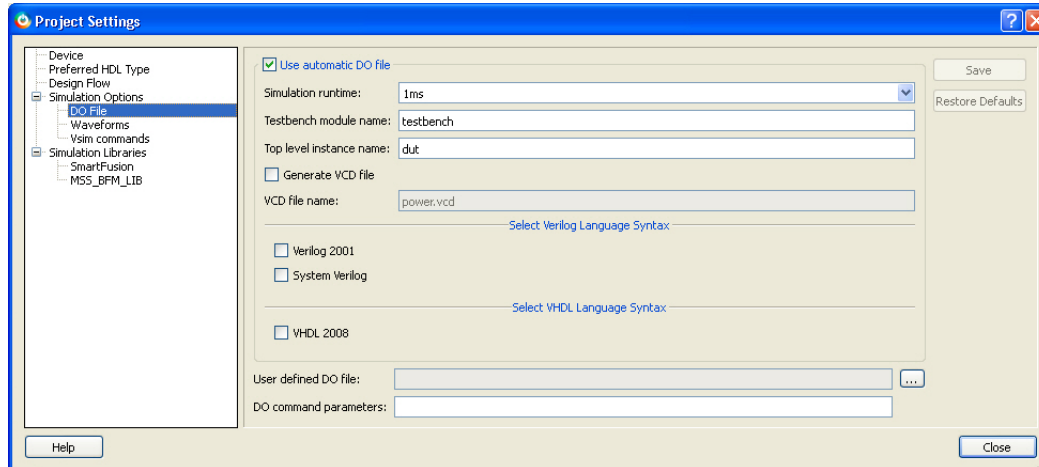 Project Settings
Device
Preferred HDL Type
Design Flow
Simulation Options
DO File
Waveforms
Vsim commands
Simulation Libraries
SmartFusion
MSS_BFM_LIB
Use automatic DO file
Simulation runtime: 1ms
Testbench module name: testbench
Top level instance name: dut
Generate VCD file
VCD file name: power.vcd
Select Verilog Language Syntax
Verilog 2001
System Verilog
Select VHDL Language Syntax
VHDL 2008
User defined DO file: ...
DO command parameters:
Save
Restore Defaults
Help
Close